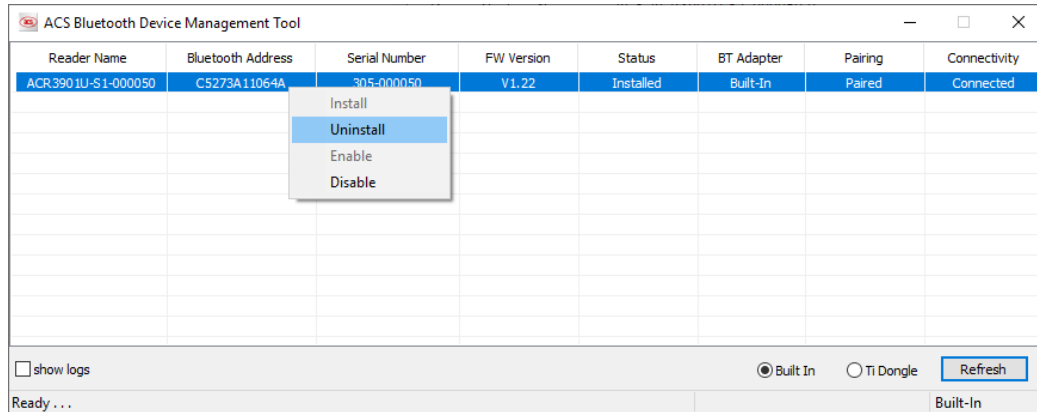 ACS Bluetooth Device Management Tool
Reader Name Bluetooth Address Serial Number FW Version Status BT Adapter Pairing Connectivity
ACR3901U-S1-000050 C5273A11064A 305-000050 V1.22 Installed Built-In Paired Connected
Install
Uninstall
Enable
Disable
show logs Built In Ti Dongle Refresh
Ready . . . Built-In